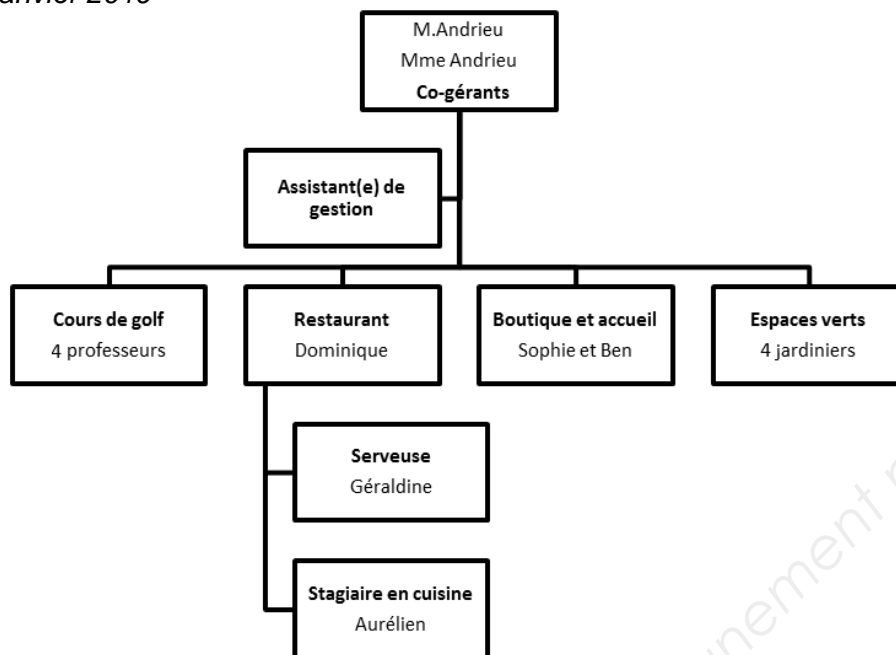 M.Andrieu
Mme Andrieu
Co-gérants
Assistant(e) de
gestion
Cours de golf
4 professeurs
Restaurant
Dominique
Boutique et accueil
Sophie et Ben
Espaces verts
4 jardiniers
Serveuse
Géraldine
Stagiaire en cuisine
Aurélien